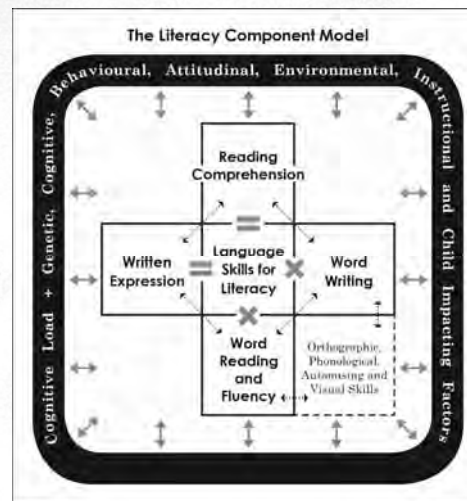 The Literacy Component Model
Cognitive Load + Genetic, Cognitive, Behavioural, Attitudinal, Environmental, Instructional and Child Impacting Factors
Reading
Comprehension
=
Written
Expression
=
Language
Skills for
Literacy
×
Word
Writing
×
Word
Reading
and
Fluency
Orthographic,
Phonological,
Automising and
Visual Skills